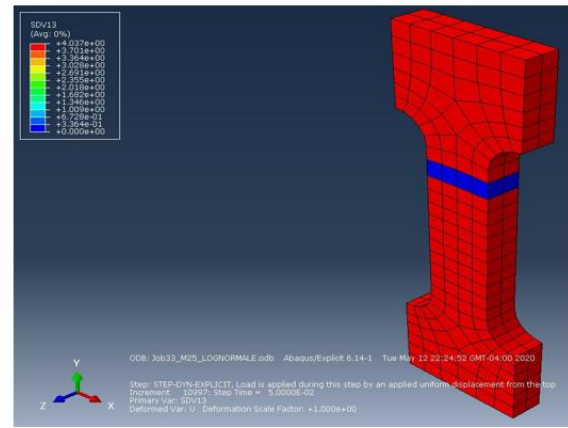 SDV13
(Avg: 0%)
+4.037e+00
+3.701e+00
+3.364e+00
+3.028e+00
+2.691e+00
+2.355e+00
+2.018e+00
+1.682e+00
+1.346e+00
+1.009e+00
+6.728e-01
+3.364e-01
+0.000e+00
ODB: Job33_M25_LOGNORMALE.odb Abaqus/Explicit 6.14-1 Tue May 12 22:24:52 GMT-04:00 2020
Y
Z
X
Step: STEP-DYN-EXPLICIT, Load is applied during this step by an applied uniform displacement from the top
Increment 10997: Step Time = 5.0000E-02
Primary Var: SDV13
Deformed Var: U Deformation Scale Factor: +1.000e+00